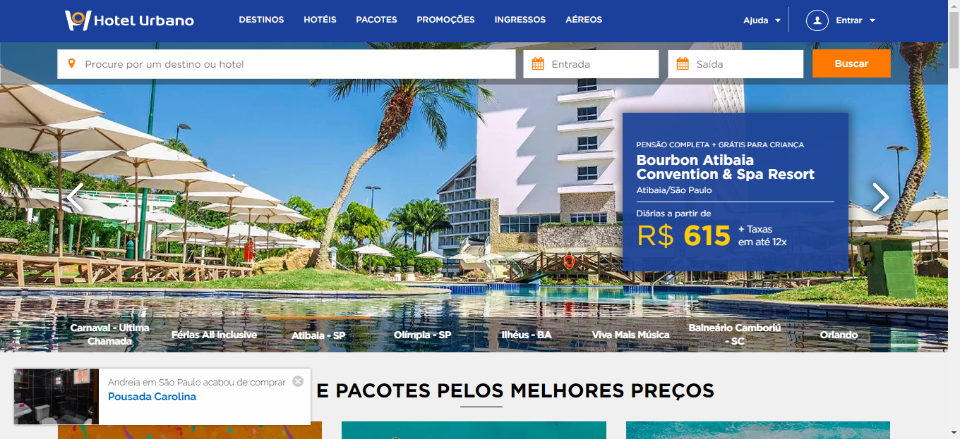 Hotel Urbano
DESTINOS HOTÉIS PACOTES PROMOÇÕES INGRESSOS AÉREOS
Ajuda
Entrar
Procure por um destino ou hotel
Entrada
Saída
Buscar
PENSÃO COMPLETA + GRÁTIS PARA CRIANÇA
Bourbon Atibaia
Convention & Spa Resort
Atibaia/São Paulo
Diárias a partir de
R$ 615 + Taxas
em até 12x
Carnaval - Ultima
Chamada
Férias All Inclusive
Atibaia - SP
Olímpia - SP
Ilhéus - BA
Viva Mais Música
Balneário Camboriú
- SC
Orlando
E PACOTES PELOS MELHORES PREÇOS
Andreia em São Paulo acabou de comprar
Pousada Carolina